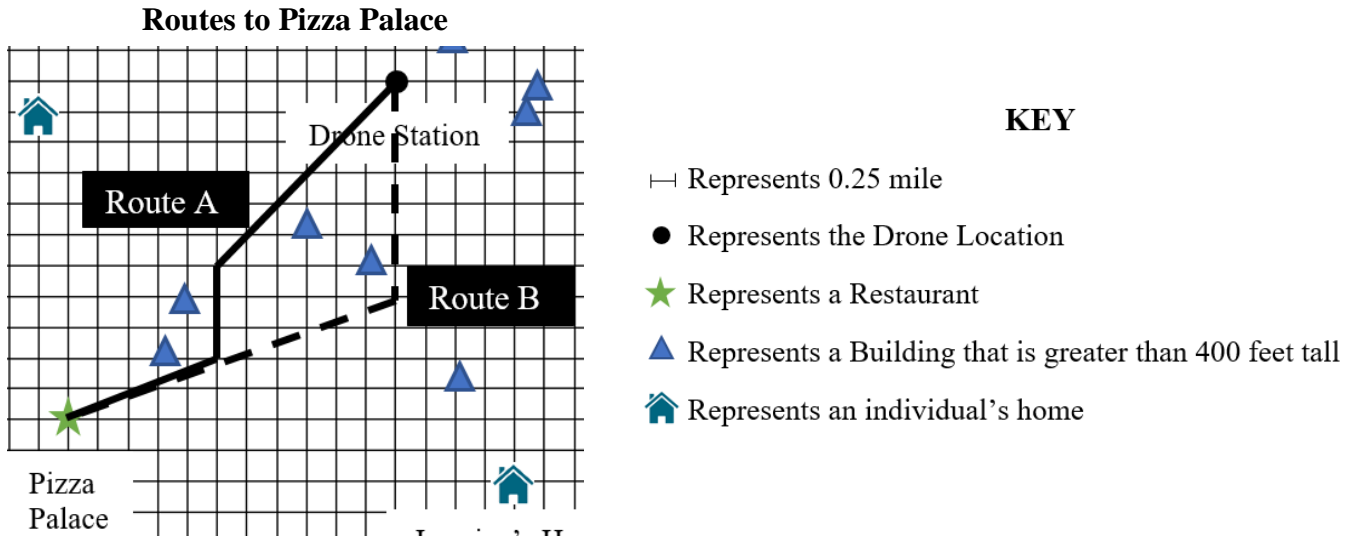 Routes to Pizza Palace
Drone Station
Route A
Route B
Pizza
Palace
KEY
Represents 0.25 mile
Represents the Drone Location
Represents a Restaurant
Represents a Building that is greater than 400 feet tall
Represents an individual’s home